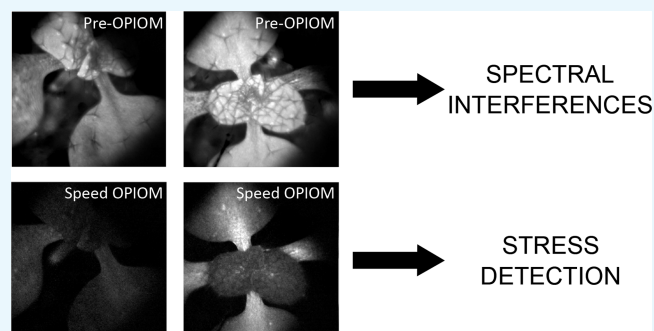 Pre-OPIOM
Pre-OPIOM
SPECTRAL
INTERFERENCES
Speed OPIOM
Speed OPIOM
STRESS
DETECTION